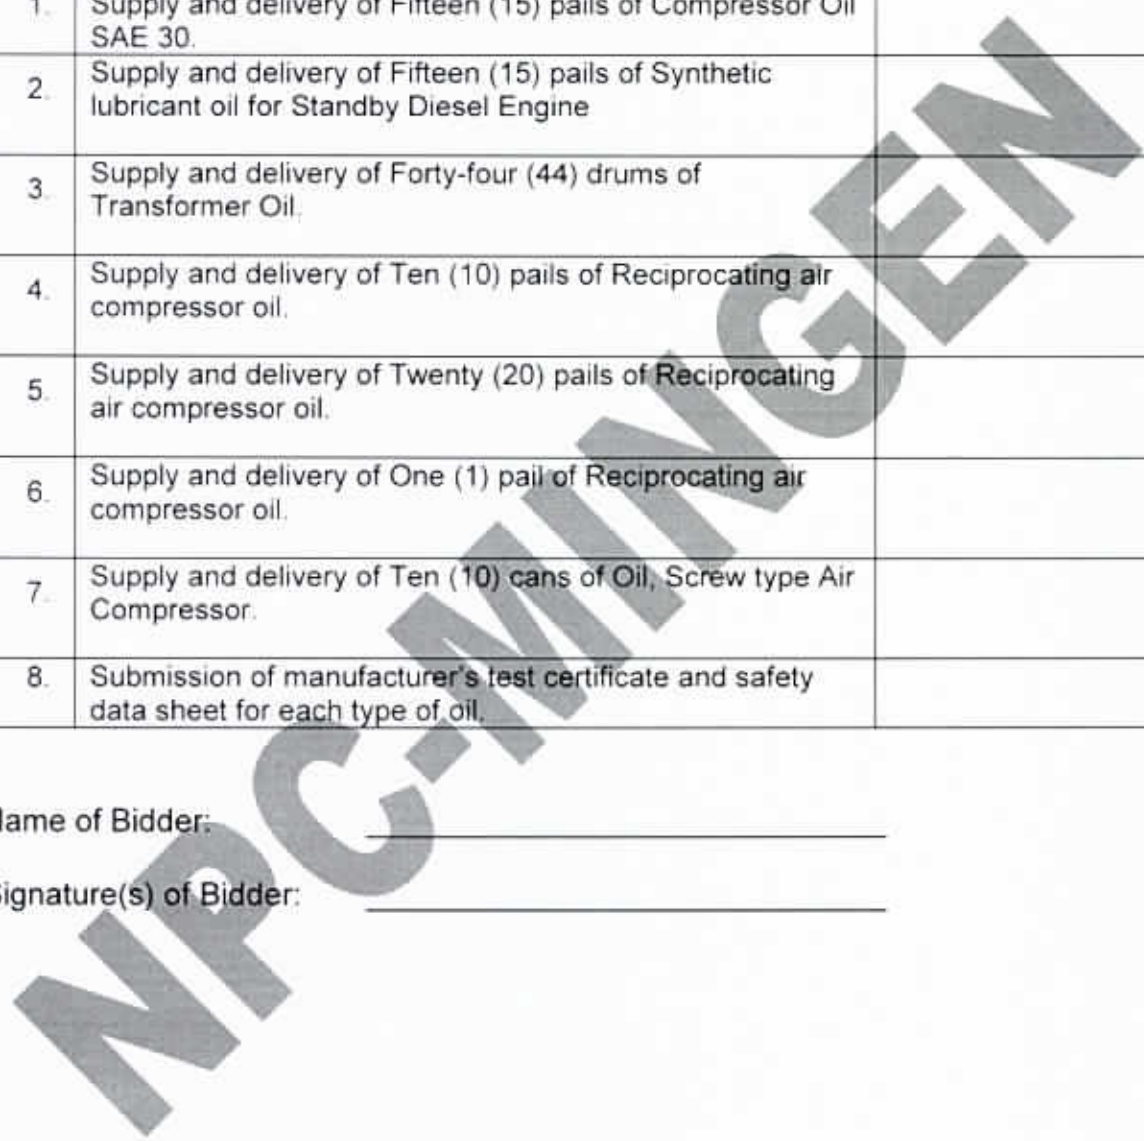 1. Supply and delivery of Fifteen (15) pails of Compressor Oil
SAE 30.
2. Supply and delivery of Fifteen (15) pails of Synthetic
lubricant oil for Standby Diesel Engine
3. Supply and delivery of Forty-four (44) drums of
Transformer Oil.
4. Supply and delivery of Ten (10) pails of Reciprocating air
compressor oil.
5. Supply and delivery of Twenty (20) pails of Reciprocating
air compressor oil.
6. Supply and delivery of One (1) pail of Reciprocating air
compressor oil.
7. Supply and delivery of Ten (10) cans of Oil, Screw type Air
Compressor.
8. Submission of manufacturer's test certificate and safety
data sheet for each type of oil.
ame of Bidder:
ignature(s) of Bidder:
NPC-MINGEN